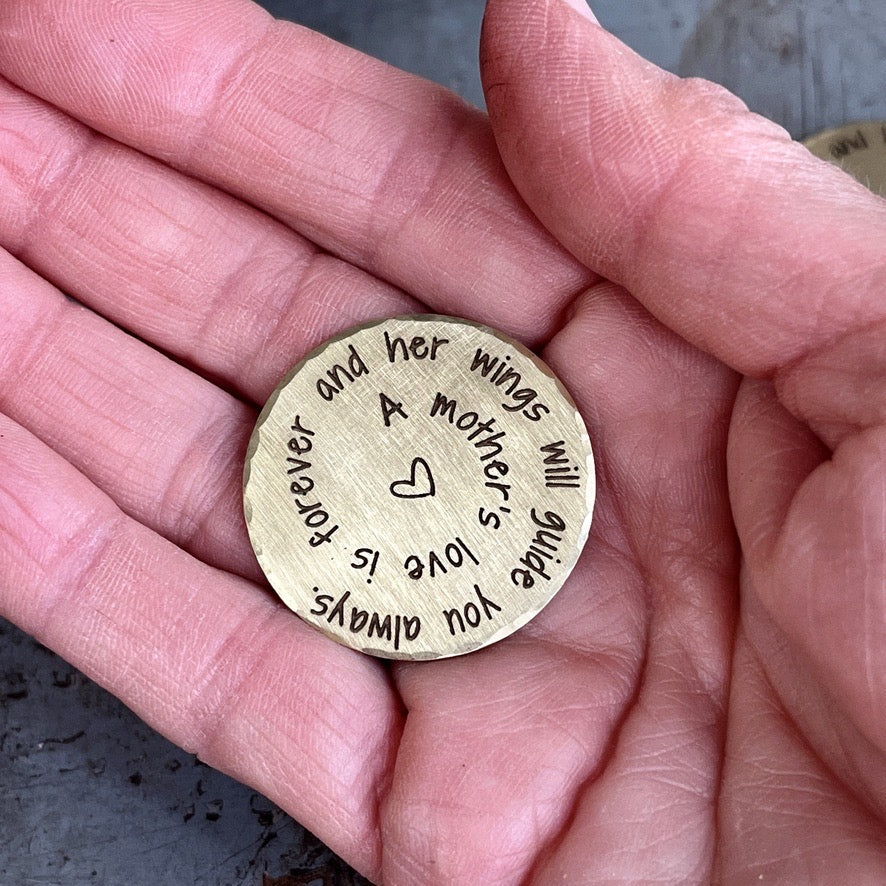 A mother's love is forever and her wings will guide you always.